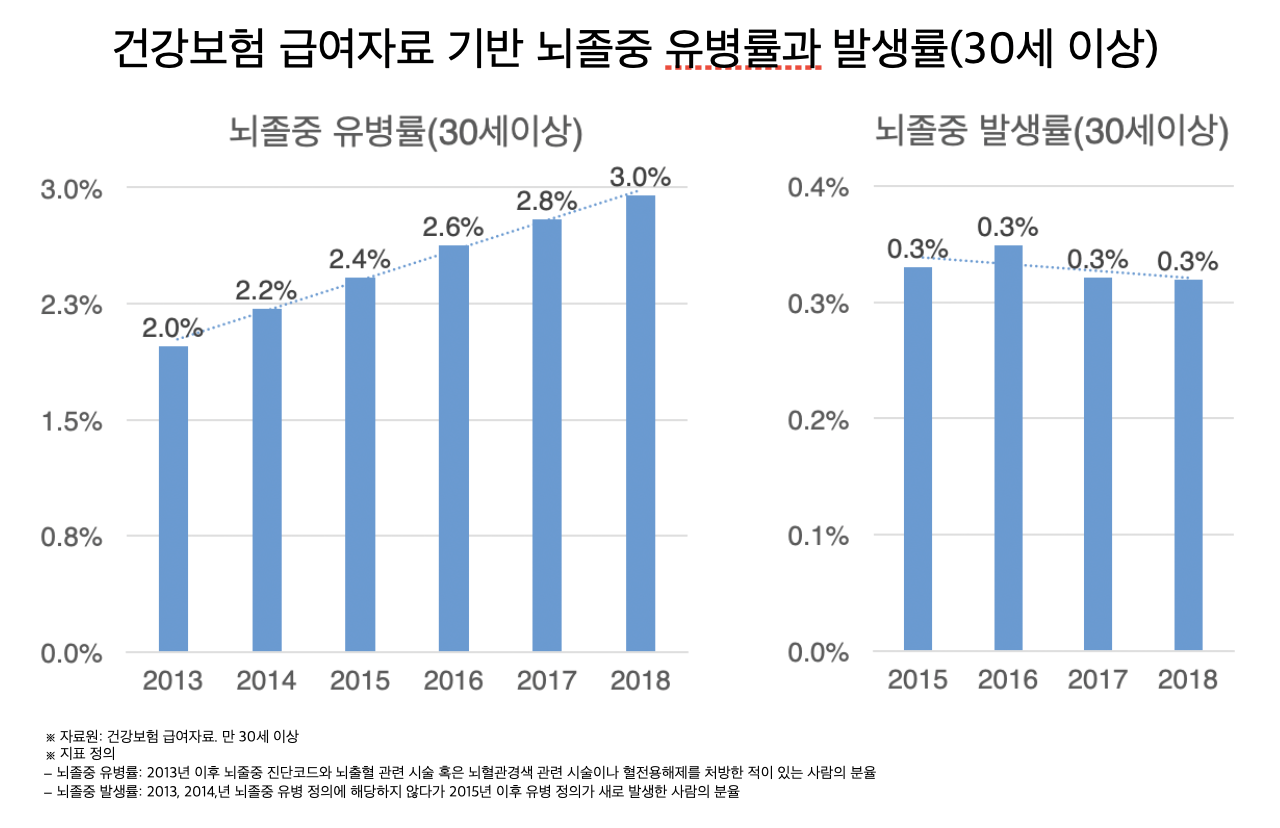 건강보험 급여자료 기반 뇌졸중 유병률과 발생률(30세 이상)
뇌졸중 유병률(30세이상)
3.0%
2.3%
1.5%
0.8%
0.0%
2.0%
2.2%
2.4%
2.6%
2.8%
3.0%
2013 2014 2015 2016 2017 2018
뇌졸중 발생률(30세이상)
0.4%
0.3%
0.2%
0.1%
0.0%
0.3%
0.3%
0.3%
0.3%
2015 2016 2017 2018
※ 자료원: 건강보험 급여자료. 만 30세 이상
※ 지표 정의
– 뇌졸중 유병률: 2013년 이후 뇌줄중 진단코드와 뇌출혈 관련 시술 혹은 뇌혈관경색 관련 시술이나 혈전용해제를 처방한 적이 있는 사람의 분율
– 뇌졸중 발생률: 2013, 2014,년 뇌졸중 유병 정의에 해당하지 않다가 2015년 이후 유병 정의가 새로 발생한 사람의 분율